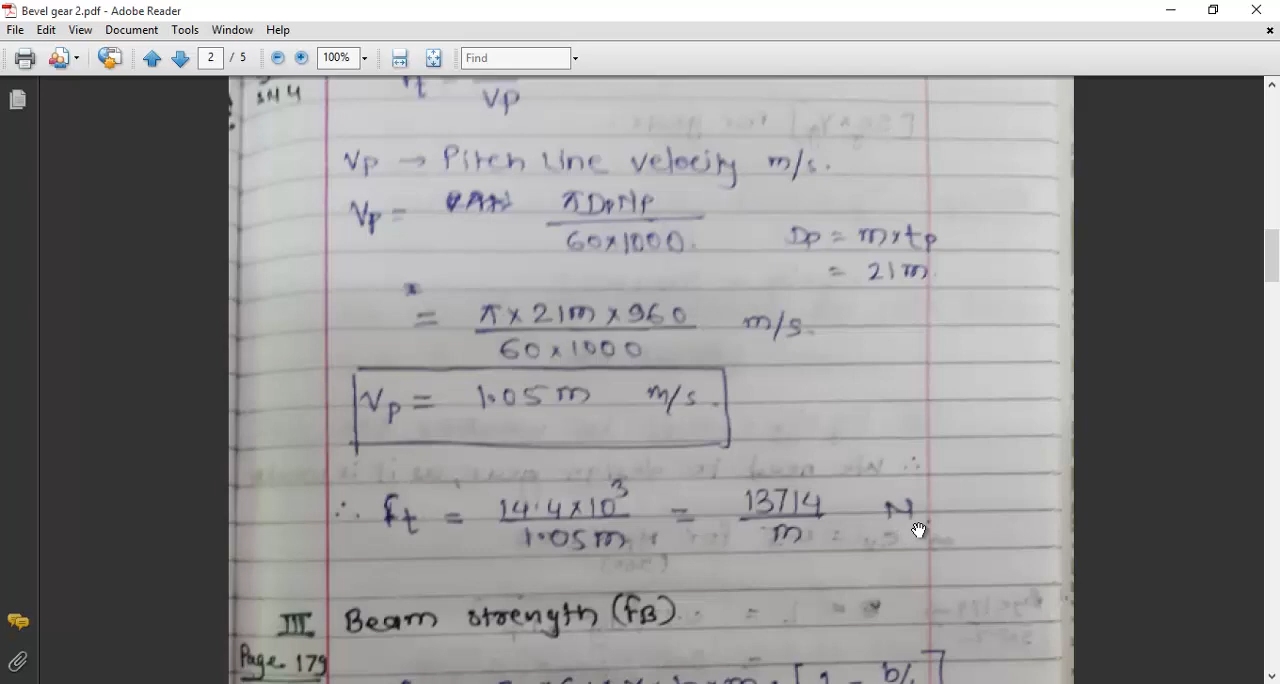 Bevel gear 2.pdf - Adobe Reader
File Edit View Document Tools Window Help
2 / 5 100% Find
SN4
Vp
Vp → Pitch Line velocity m/s.
Vp = πDpNp
60×1000.
Dp = m×tp
= 21m.
= π×21m×960 m/s.
60×1000
Vp = 1.05m m/s.
∴ Ft = 14.4×10³ = 13714 N
1.05m m
III Beam strength (FB).
Page. 179